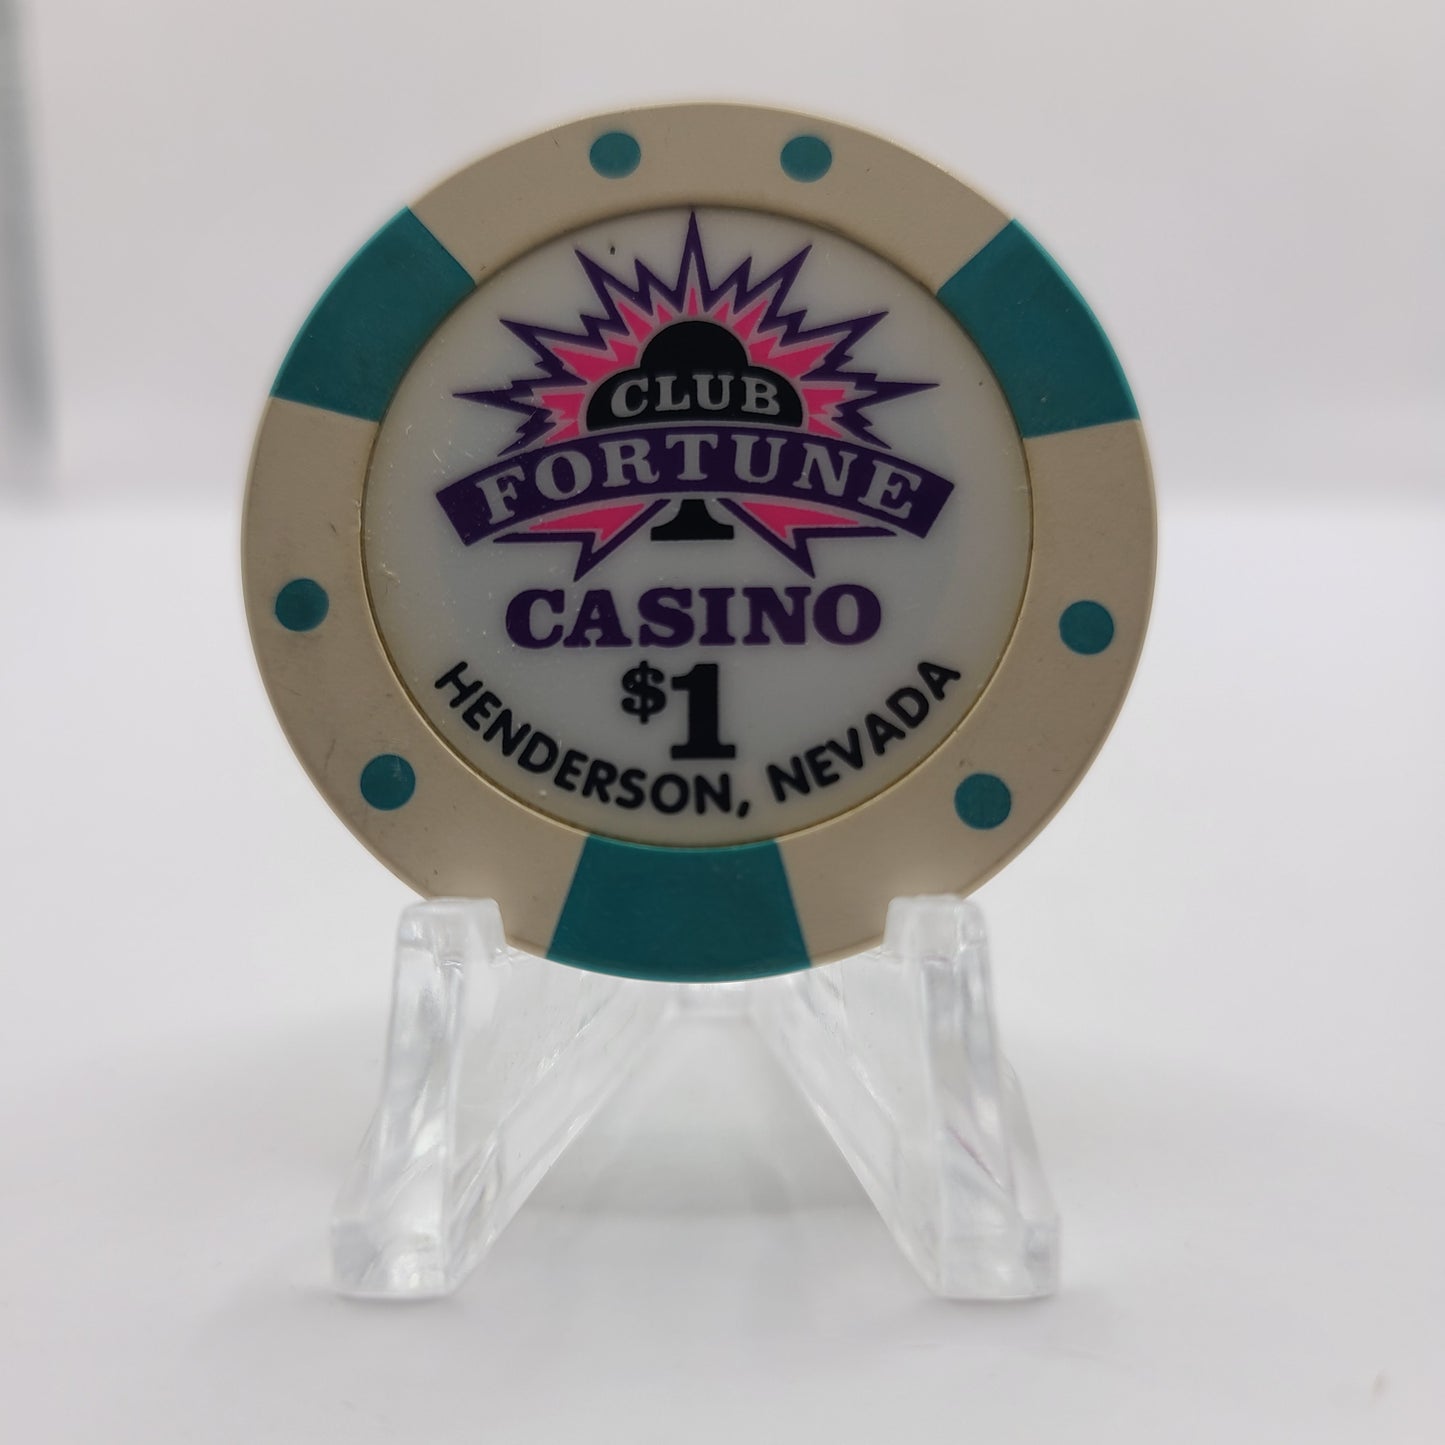 CLUB
FORTUNE
CASINO
$1
HENDERSON, NEVADA